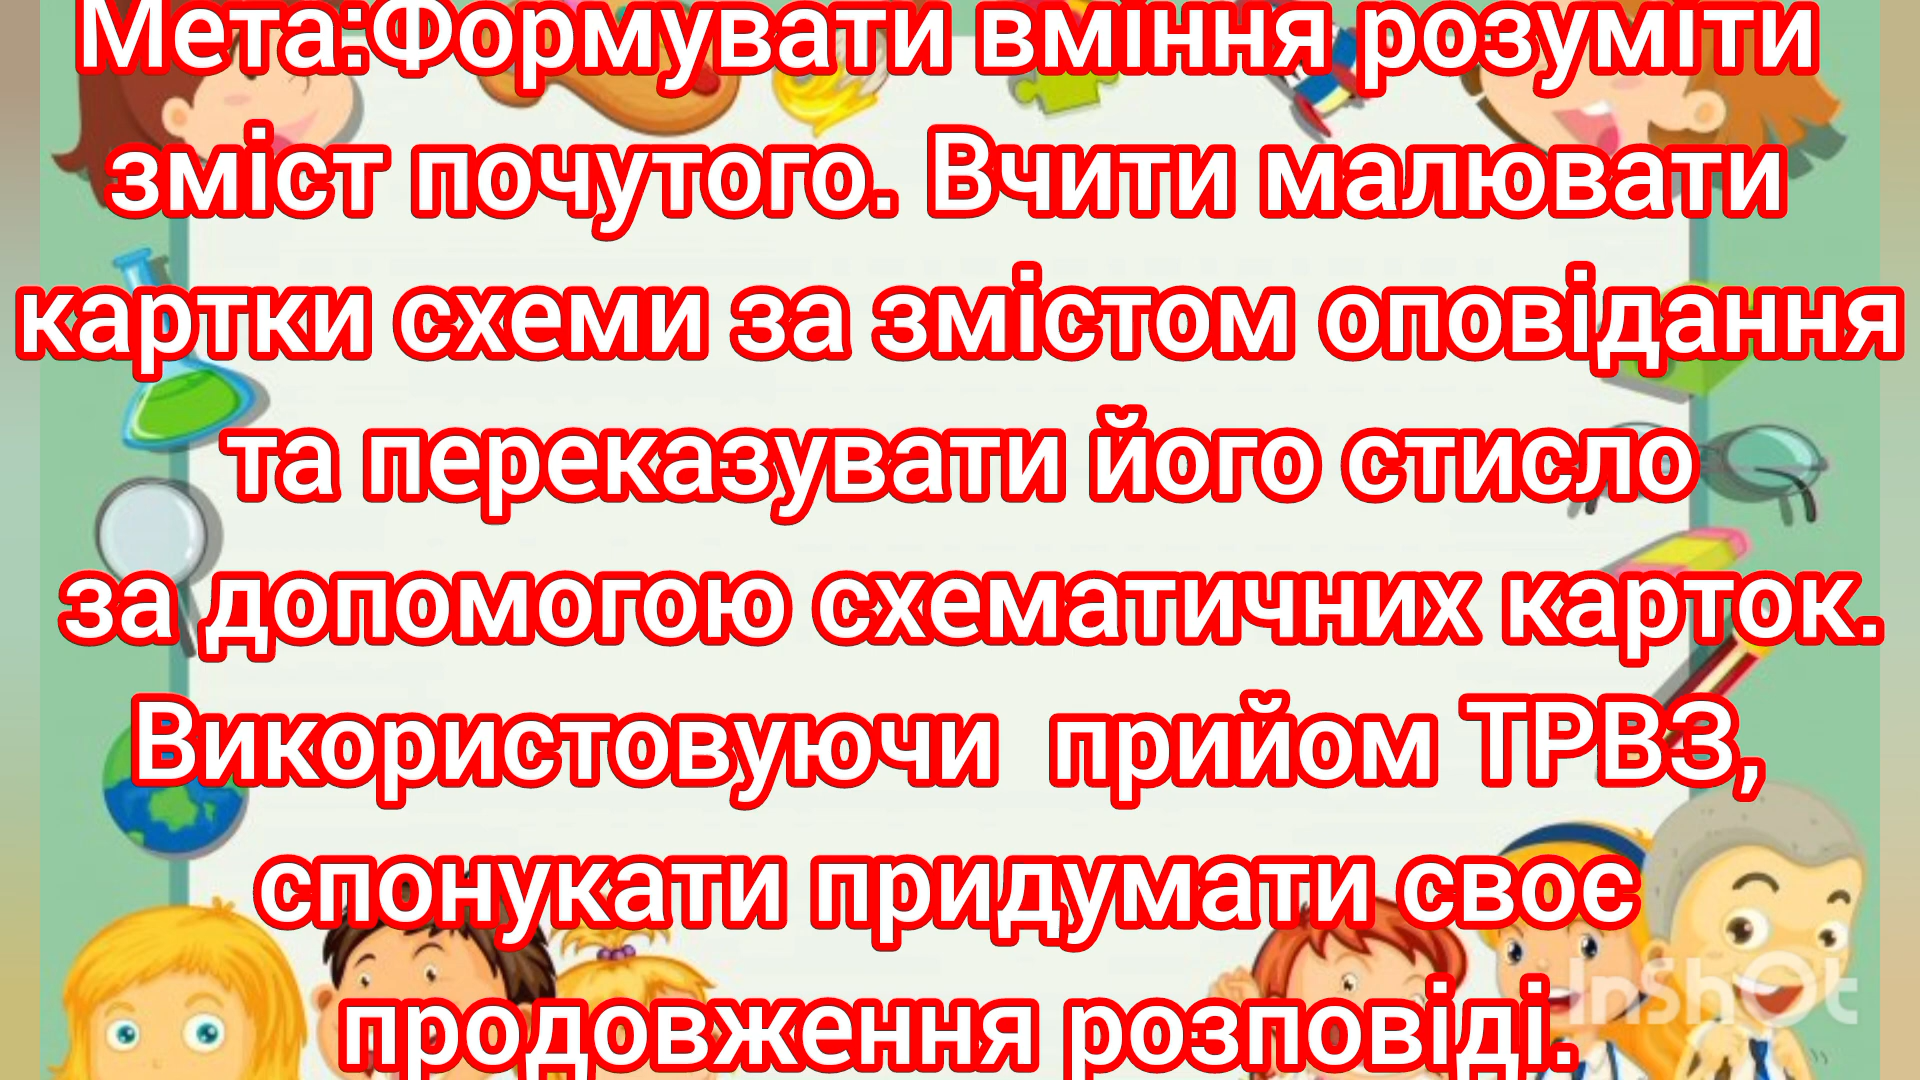 Мета:Формувати вміння розуміти
зміст почутого. Вчити малювати
картки схеми за змістом оповідання
та переказувати його стисло
за допомогою схематичних карток.
Використовуючи  прийом ТРВЗ,
спонукати придумати своє
продовження розповіді.
InShOt